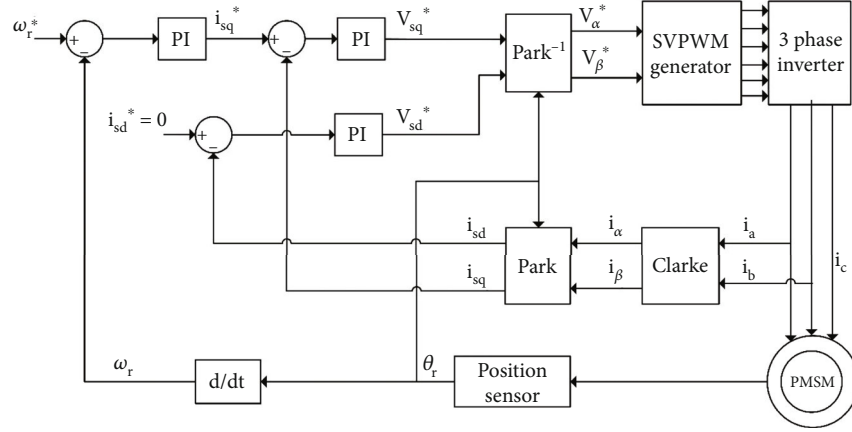 ω_r^*
+
−
PI
i_sq^*
+
−
PI
V_sq^*
Park⁻¹
V_α^*
V_β^*
SVPWM
generator
3 phase
inverter
i_sd^* = 0
+
−
PI
V_sd^*
i_sd
i_sq
Park
i_α
i_β
Clarke
i_a
i_b
i_c
ω_r
d/dt
θ_r
Position
sensor
PMSM